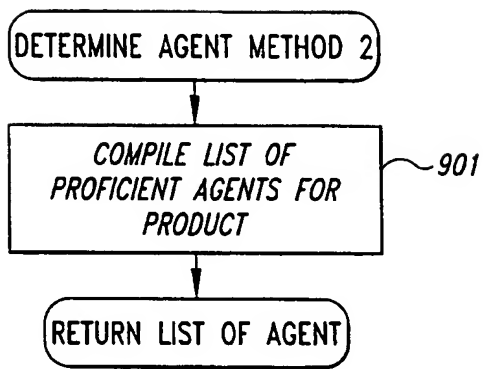 DETERMINE AGENT METHOD 2
COMPILE LIST OF
PROFICIENT AGENTS FOR
PRODUCT
901
RETURN LIST OF AGENT